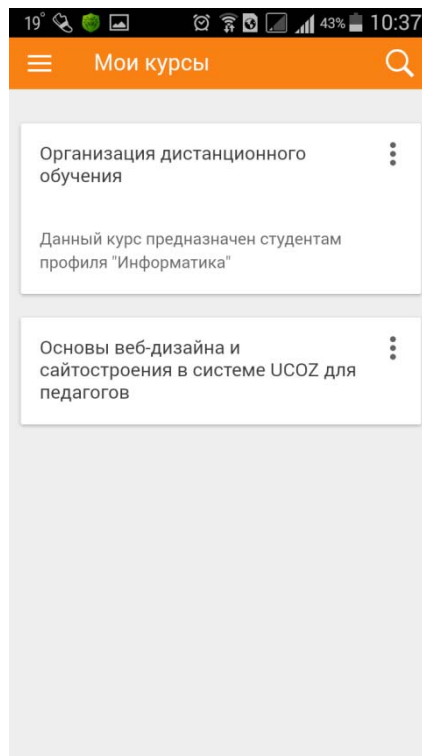 19° 43% 10:37
Мои курсы
Организация дистанционного
обучения
Данный курс предназначен студентам
профиля "Информатика"
Основы веб-дизайна и
сайтостроения в системе UCOZ для
педагогов